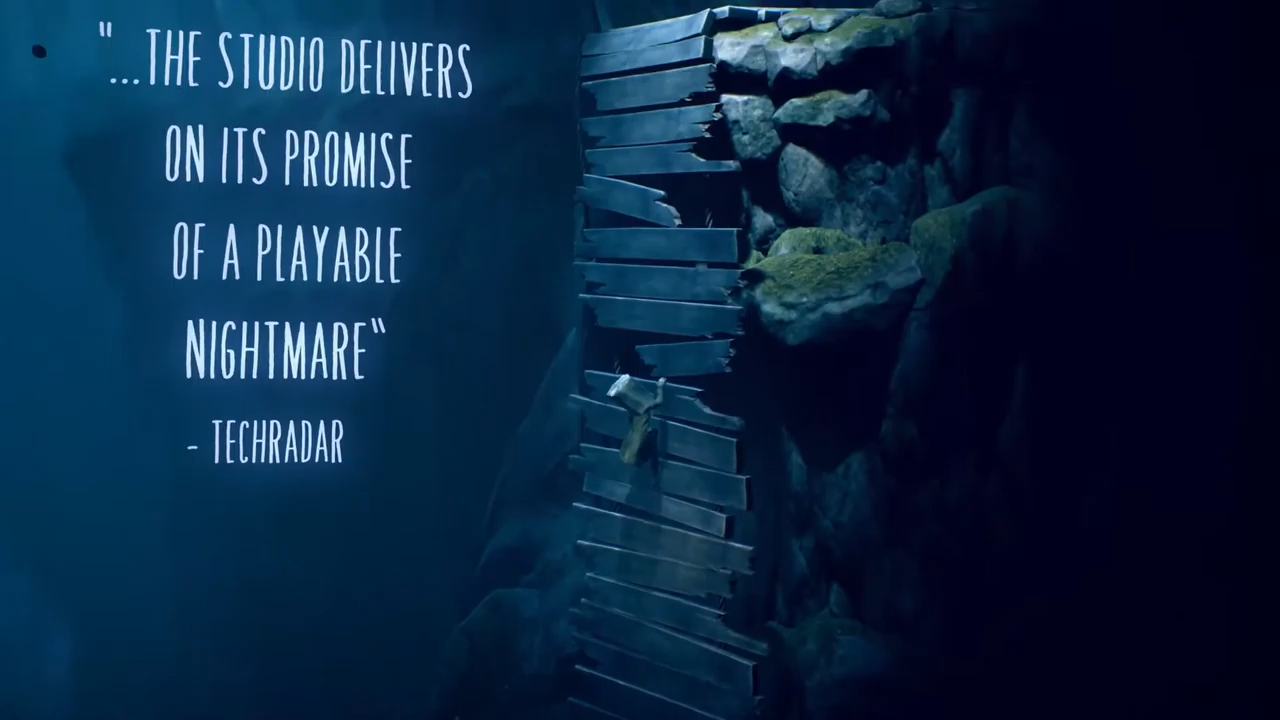 "...THE STUDIO DELIVERS
ON ITS PROMISE
OF A PLAYABLE
NIGHTMARE"
- TECHRADAR